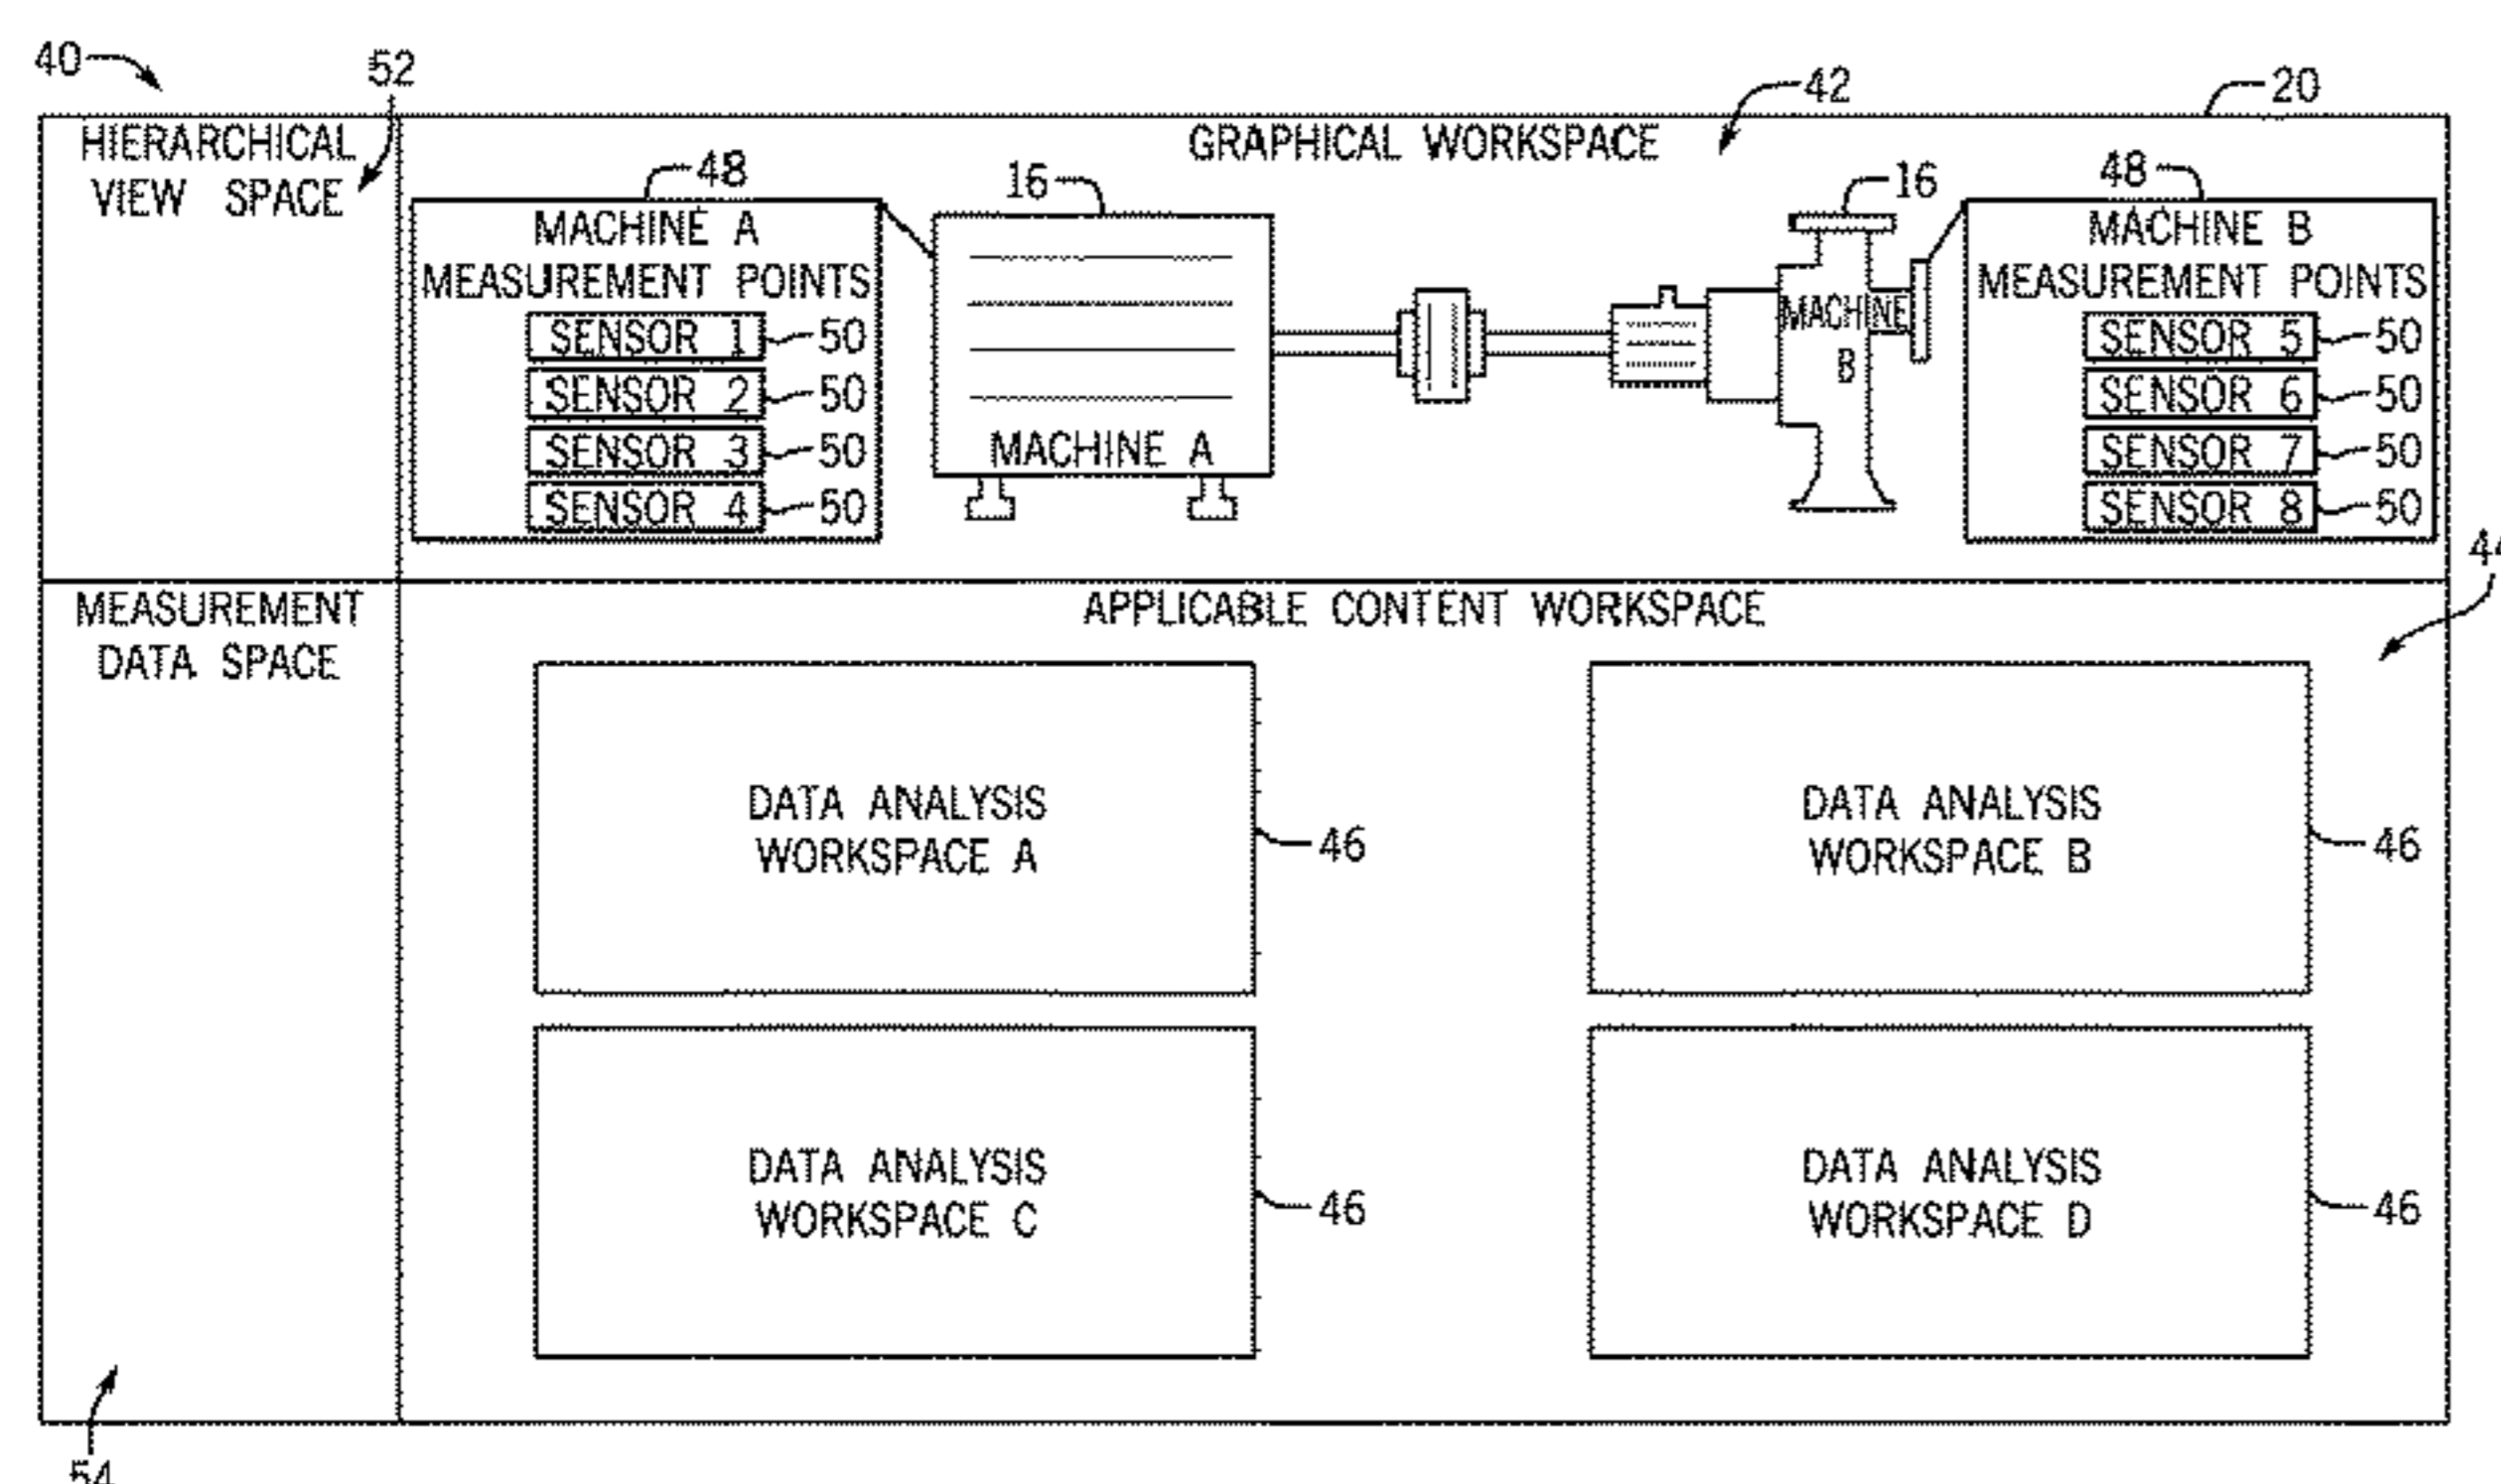 40
52
42
20
HIERARCHICAL
VIEW SPACE
GRAPHICAL WORKSPACE
48
MACHINE A
MEASUREMENT POINTS
SENSOR 1 50
SENSOR 2 50
SENSOR 3 50
SENSOR 4 50
16
MACHINE A
16
MACHINE
B
48
MACHINE B
MEASUREMENT POINTS
SENSOR 5 50
SENSOR 6 50
SENSOR 7 50
SENSOR 8 50
44
MEASUREMENT
DATA SPACE
APPLICABLE CONTENT WORKSPACE
DATA ANALYSIS
WORKSPACE A
46
DATA ANALYSIS
WORKSPACE B
46
DATA ANALYSIS
WORKSPACE C
46
DATA ANALYSIS
WORKSPACE D
46
54